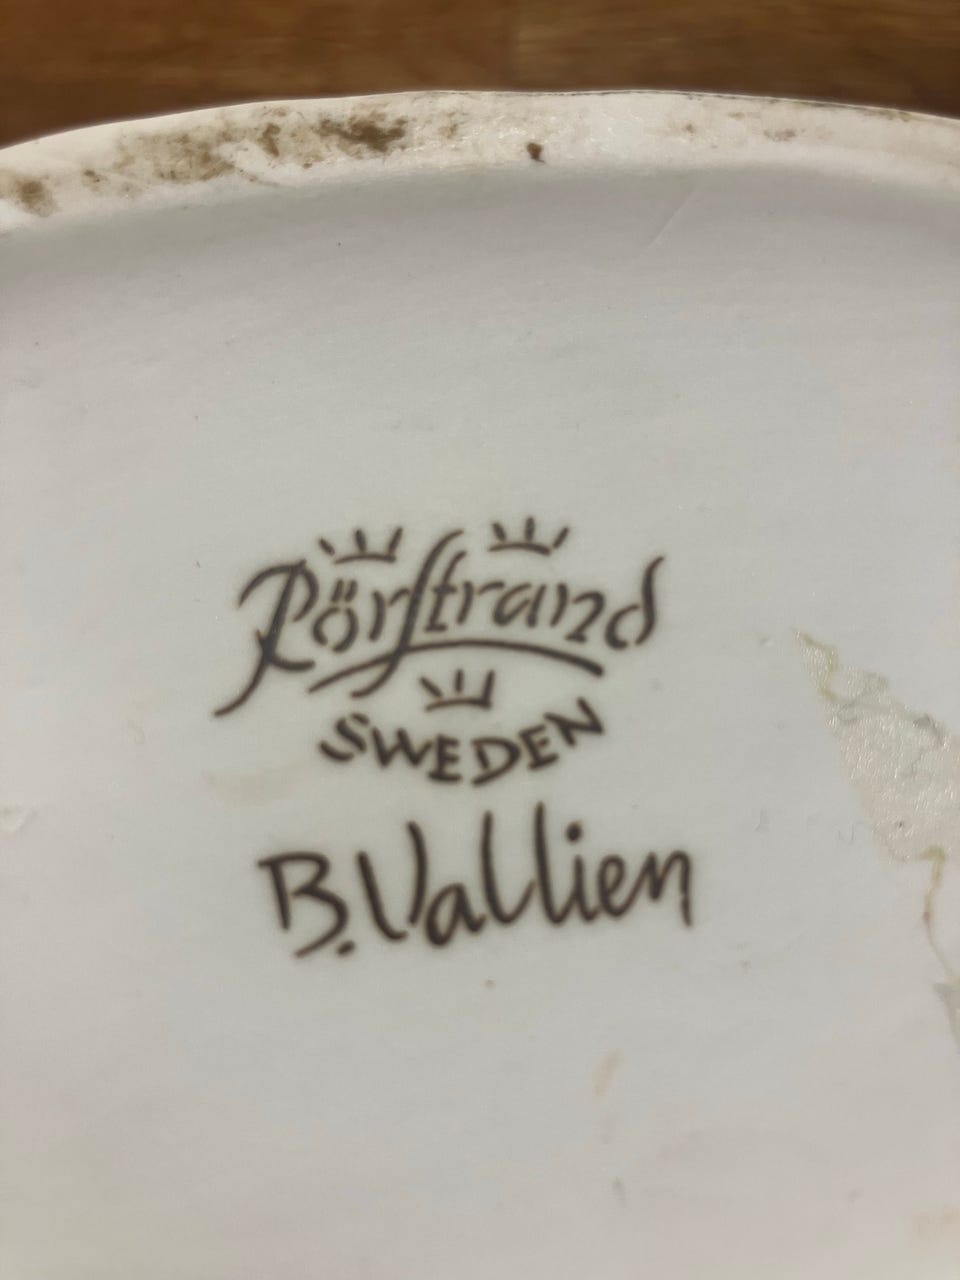 Rörstrand
SWEDEN
B. Vallien